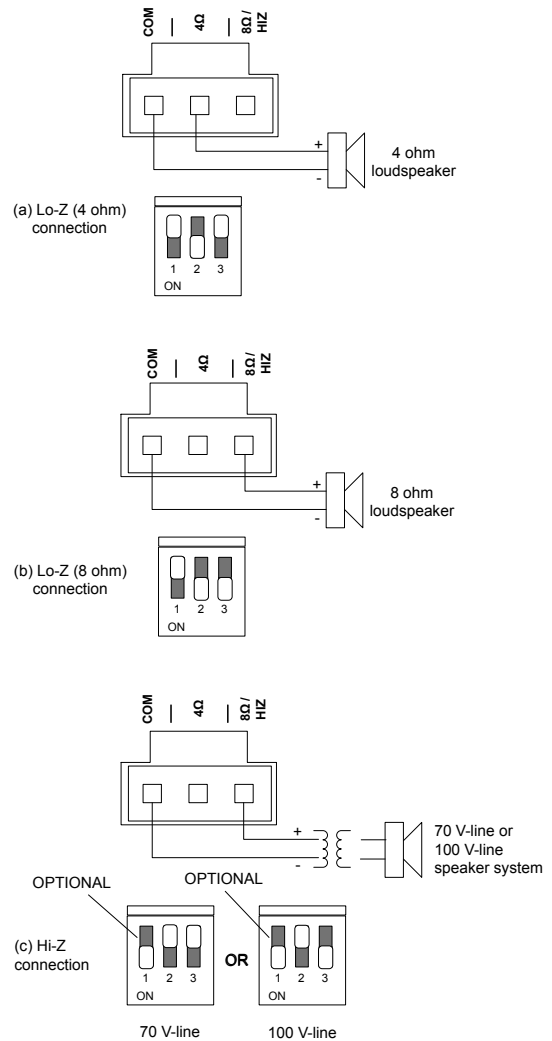 COM | 4Ω | 8Ω / HIZ
+
-
4 ohm
loudspeaker
(a) Lo-Z (4 ohm)
connection
1 2 3
ON
COM | 4Ω | 8Ω / HIZ
+
-
8 ohm
loudspeaker
(b) Lo-Z (8 ohm)
connection
1 2 3
ON
COM | 4Ω | 8Ω / HIZ
+
-
70 V-line or
100 V-line
speaker system
OPTIONAL OPTIONAL
(c) Hi-Z
connection
1 2 3 OR 1 2 3
ON ON
70 V-line 100 V-line